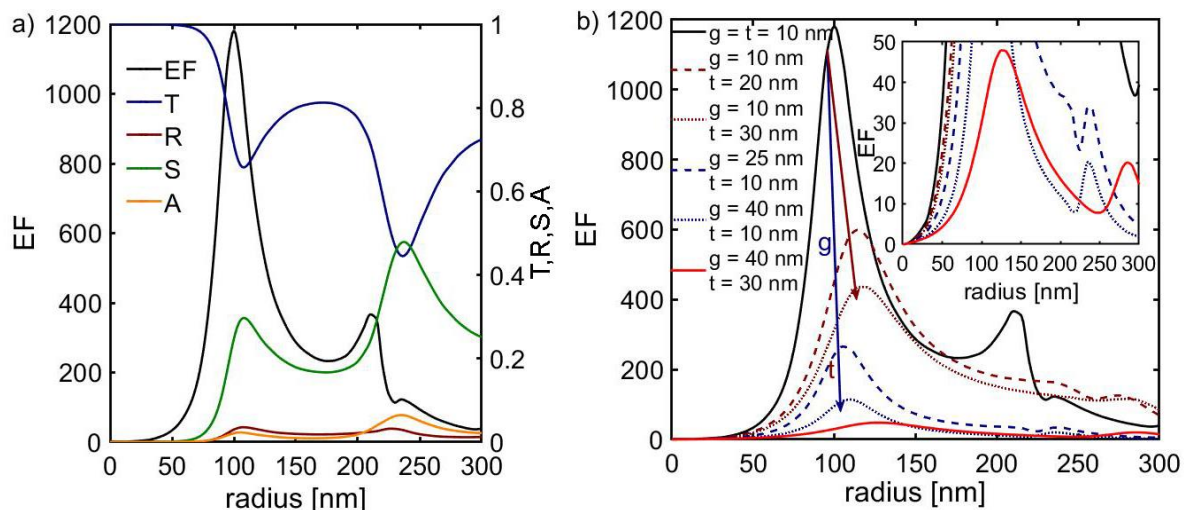 a)
1200
1000
800
600
400
200
0
EF
EF
T
R
S
A
1
0.8
0.6
0.4
0.2
0
T,R,S,A
0 50 100 150 200 250 300
radius [nm]
b)
1200
1000
800
600
400
200
0
EF
g = t = 10 nm
g = 10 nm
t = 20 nm
g = 10 nm
t = 30 nm
g = 25 nm
t = 10 nm
g = 40 nm
t = 10 nm
g = 40 nm
t = 30 nm
g
t
50
40
30
20
10
0
EF
0 50 100 150 200 250 300
radius [nm]
0 50 100 150 200 250 300
radius [nm]